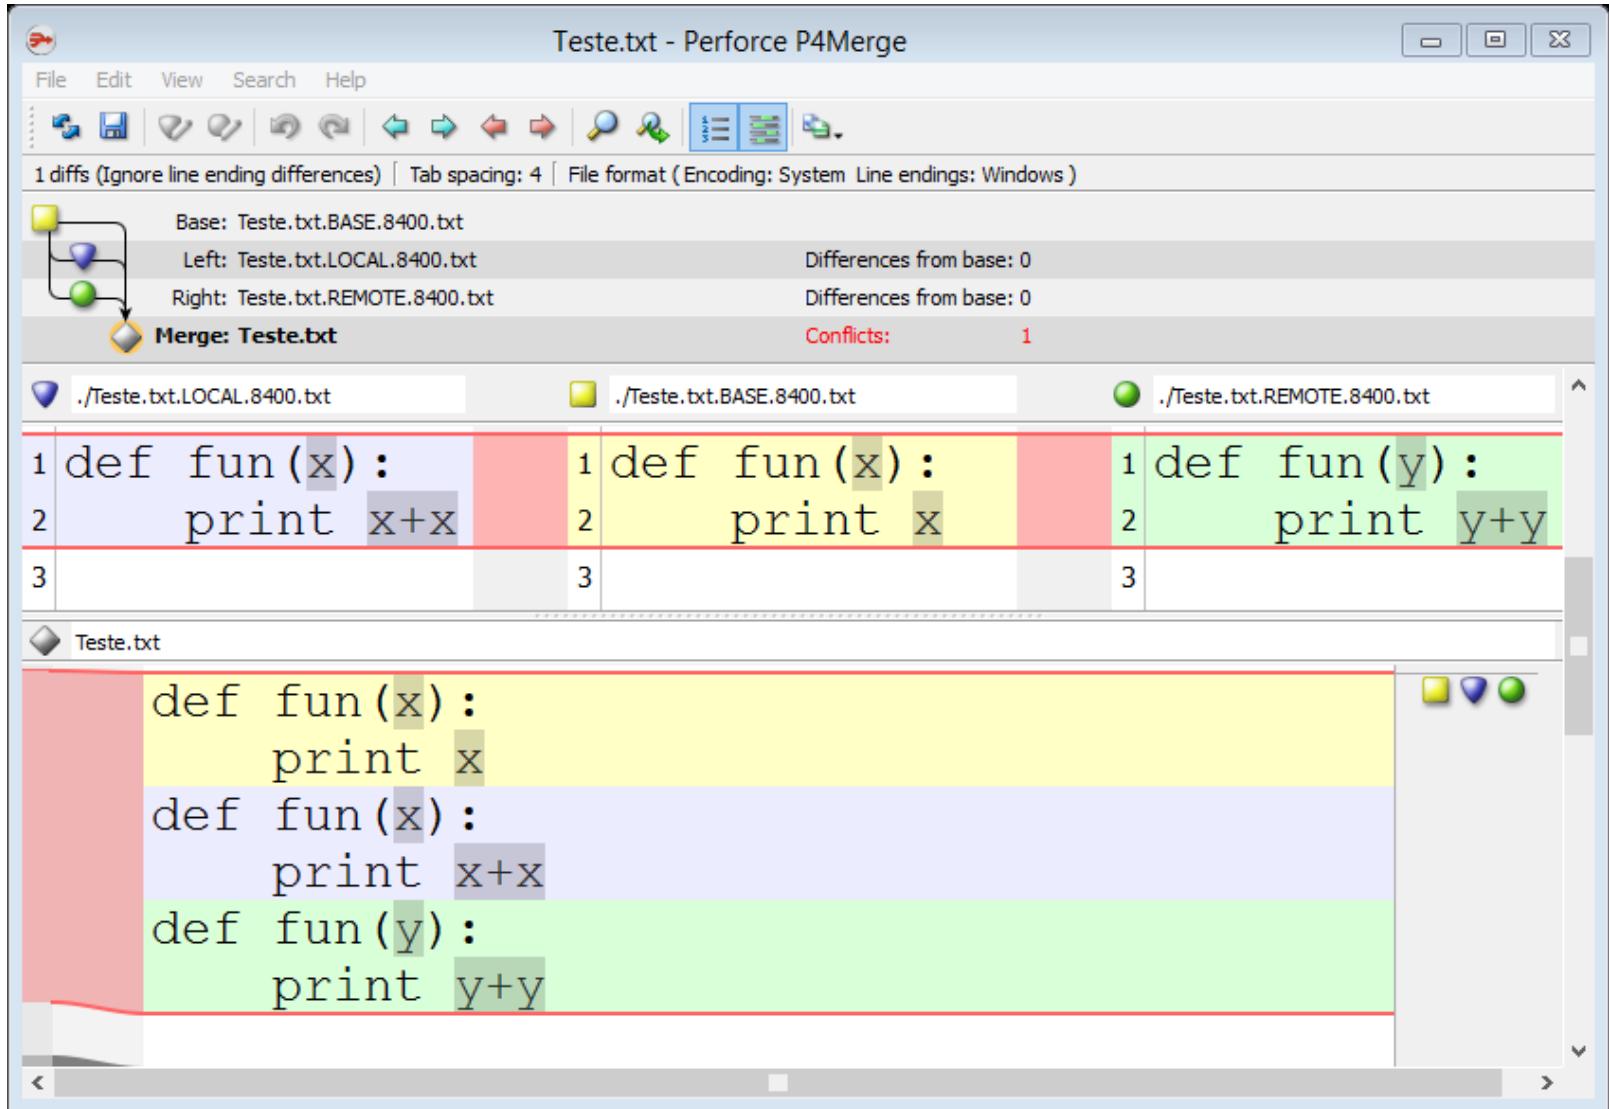 Teste.txt - Perforce P4Merge
File Edit View Search Help
1 diffs (Ignore line ending differences) Tab spacing: 4 File format ( Encoding: System Line endings: Windows )
Base: Teste.txt.BASE.8400.txt
Left: Teste.txt.LOCAL.8400.txt Differences from base: 0
Right: Teste.txt.REMOTE.8400.txt Differences from base: 0
Merge: Teste.txt Conflicts: 1
./Teste.txt.LOCAL.8400.txt ./Teste.txt.BASE.8400.txt ./Teste.txt.REMOTE.8400.txt
1 def fun(x): 1 def fun(x): 1 def fun(y):
2 print x+x 2 print x 2 print y+y
3 3 3
Teste.txt
def fun(x):
print x
def fun(x):
print x+x
def fun(y):
print y+y